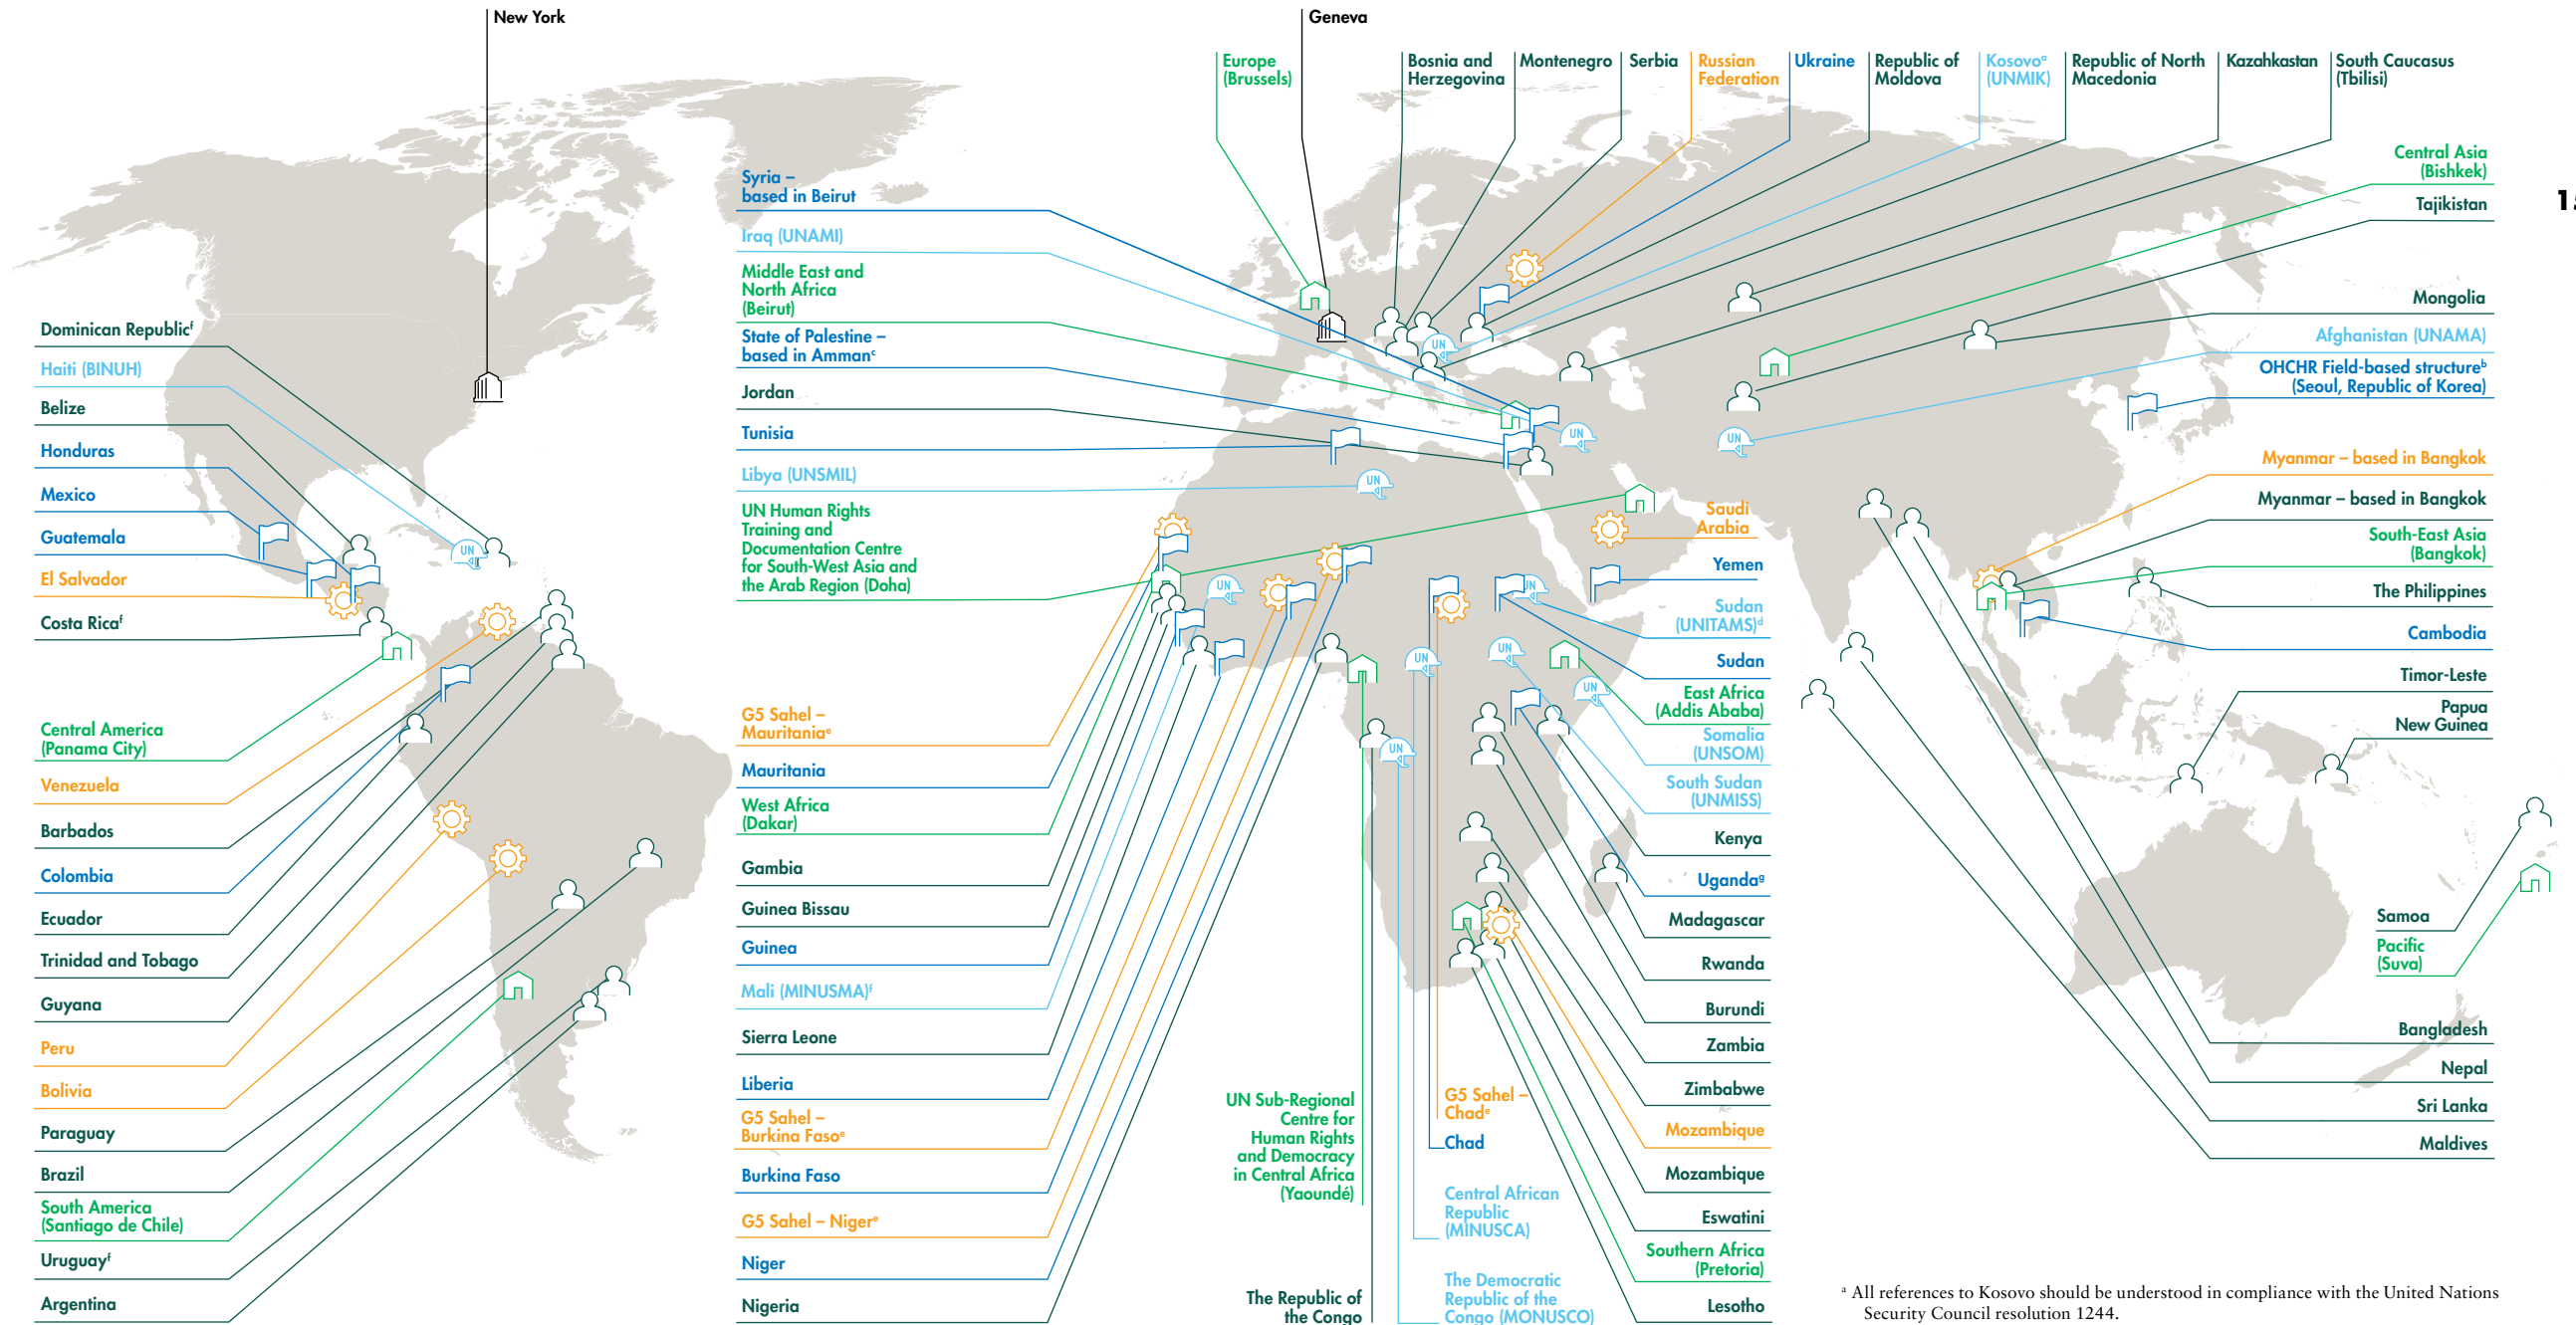 New York
Geneva
Europe
(Brussels)
Bosnia and
Herzegovina
Montenegro
Serbia
Russian
Federation
Ukraine
Republic of
Moldova
Kosovoᵃ
(UNMIK)
Republic of North
Macedonia
Kazahkastan
South Caucasus
(Tbilisi)
Central Asia
(Bishkek)
Tajikistan
Mongolia
Afghanistan (UNAMA)
OHCHR Field-based structureᵇ
(Seoul, Republic of Korea)
Myanmar – based in Bangkok
Myanmar – based in Bangkok
South-East Asia
(Bangkok)
The Philippines
Cambodia
Timor-Leste
Papua
New Guinea
Samoa
Pacific
(Suva)
Bangladesh
Nepal
Sri Lanka
Maldives
Dominican Republicᶠ
Haiti (BINUH)
Belize
Honduras
Mexico
Guatemala
El Salvador
Costa Ricaᶠ
Central America
(Panama City)
Venezuela
Barbados
Colombia
Ecuador
Trinidad and Tobago
Guyana
Peru
Bolivia
Paraguay
Brazil
South America
(Santiago de Chile)
Uruguayᶠ
Argentina
Syria –
based in Beirut
Iraq (UNAMI)
Middle East and
North Africa
(Beirut)
State of Palestine –
based in Ammanᶜ
Jordan
Tunisia
Libya (UNSMIL)
UN Human Rights
Training and
Documentation Centre
for South-West Asia and
the Arab Region (Doha)
G5 Sahel –
Mauritaniaᵉ
Mauritania
West Africa
(Dakar)
Gambia
Guinea Bissau
Guinea
Mali (MINUSMA)ᶠ
Sierra Leone
Liberia
G5 Sahel –
Burkina Fasoᵉ
Burkina Faso
G5 Sahel – Nigerᵉ
Niger
Nigeria
UN Sub-Regional
Centre for
Human Rights
and Democracy
in Central Africa
(Yaoundé)
The Republic of
the Congo
G5 Sahel –
Chadᵉ
Chad
Central African
Republic
(MINUSCA)
The Democratic
Republic of the
Congo (MONUSCO)
Saudi
Arabia
Yemen
Sudan
(UNITAMS)ᵈ
Sudan
East Africa
(Addis Ababa)
Somalia
(UNSOM)
South Sudan
(UNMISS)
Kenya
Ugandaᵍ
Madagascar
Rwanda
Burundi
Zambia
Zimbabwe
Mozambique
Mozambique
Eswatini
Southern Africa
(Pretoria)
Lesotho
UN
UN
UN
UN
UN
UN
UN
UN
UN
UN
UN
ᵃ All references to Kosovo should be understood in compliance with the United Nations
Security Council resolution 1244.